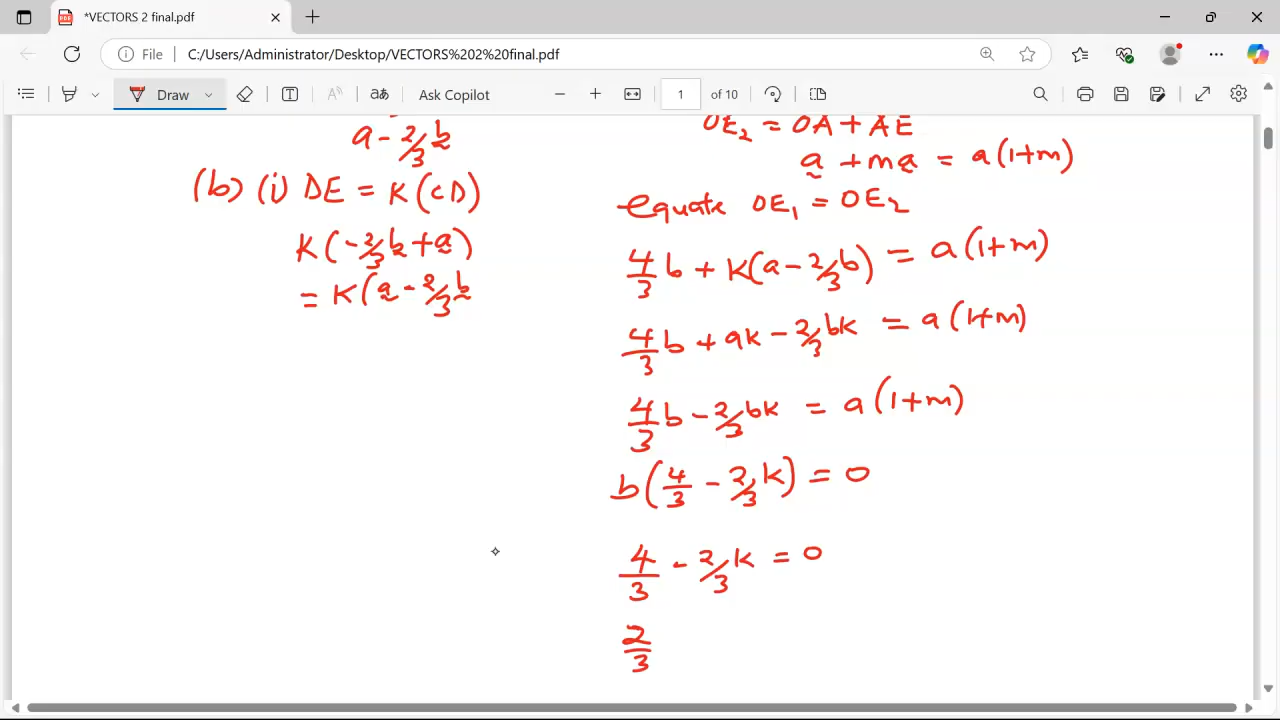 *VECTORS 2 final.pdf
File C:/Users/Administrator/Desktop/VECTORS%202%20final.pdf
Draw Ask Copilot 1 of 10
a - 2/3 b
(b) (i) DE = K(CD)
K(-2/3 b + a)
= K(a - 2/3 b
OE₂ = OA + AE
a + ma = a(1+m)
equate OE₁ = OE₂
4/3 b + K(a - 2/3 b) = a(1+m)
4/3 b + ak - 2/3 bk = a(1+m)
4/3 b - 2/3 bk = a(1+m)
b(4/3 - 2/3 k) = 0
4/3 - 2/3 k = 0
2/3